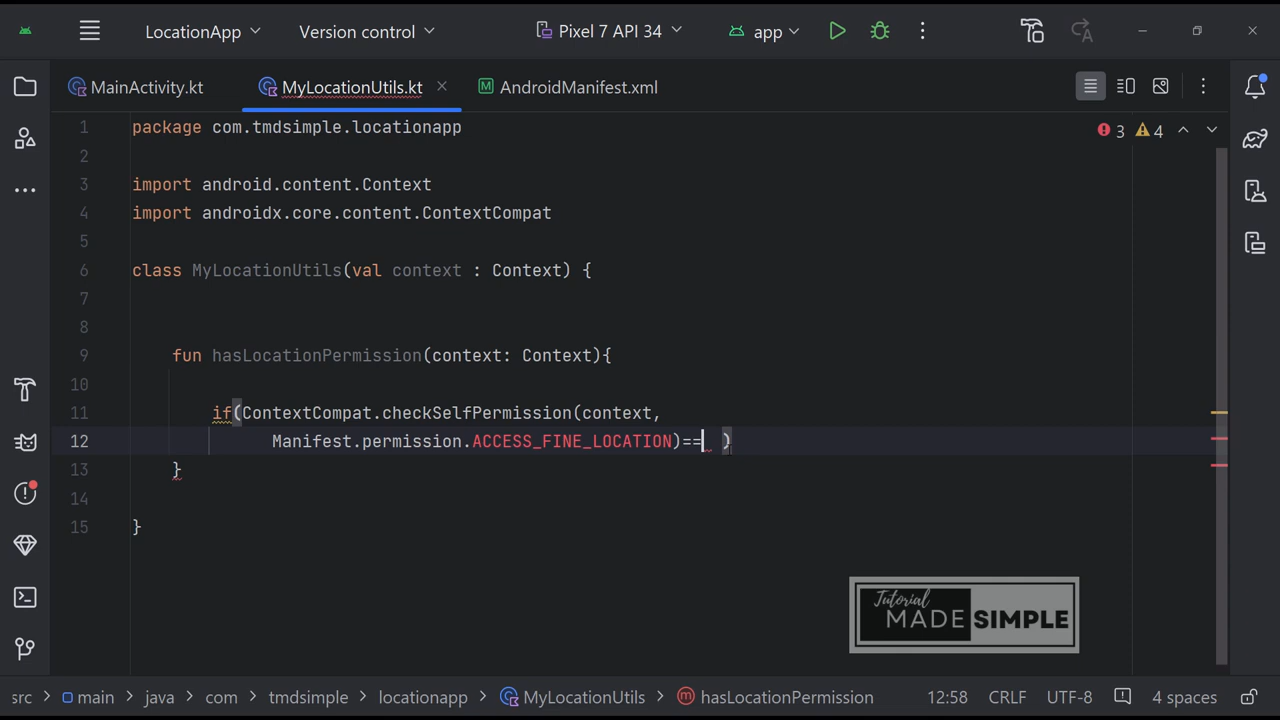 LocationApp
Version control
Pixel 7 API 34
app
MainActivity.kt
MyLocationUtils.kt
AndroidManifest.xml
1 package com.tmdsimple.locationapp
3 4
2
3 import android.content.Context
4 import androidx.core.content.ContextCompat
5
6 class MyLocationUtils(val context : Context) {
7
8
9 fun hasLocationPermission(context: Context){
10
11 if(ContextCompat.checkSelfPermission(context,
12 Manifest.permission.ACCESS_FINE_LOCATION)== )
13 }
14
15 }
Tutorial
MADE SIMPLE
src > main > java > com > tmdsimple > locationapp > MyLocationUtils > hasLocationPermission 12:58 CRLF UTF-8 4 spaces